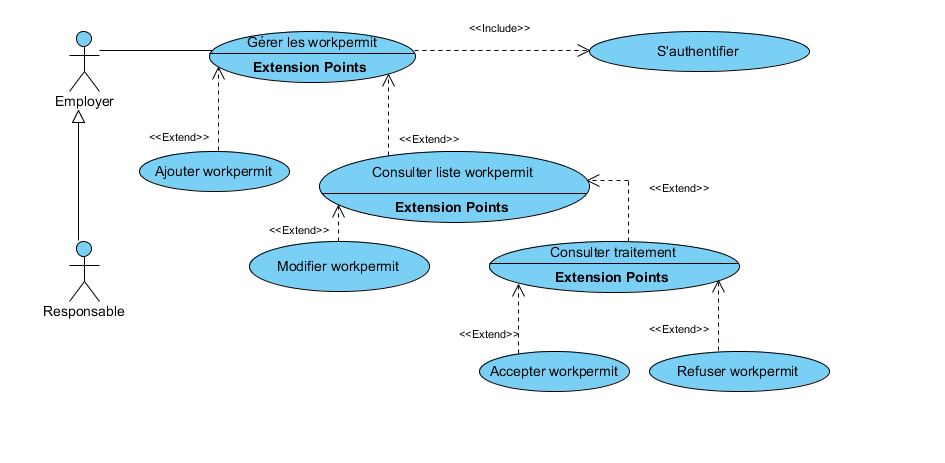 <<Include>>
Gérer les workpermit
Extension Points
S'authentifier
Employer
<<Extend>>
<<Extend>>
Ajouter workpermit
Consulter liste workpermit
Extension Points
<<Extend>>
<<Extend>>
Modifier workpermit
Consulter traitement
Extension Points
Responsable
<<Extend>>
<<Extend>>
Accepter workpermit
Refuser workpermit